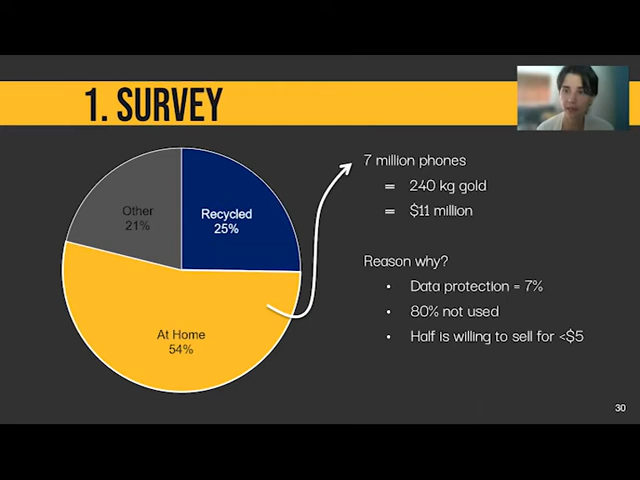 1. SURVEY
Other
21%
Recycled
25%
At Home
54%
7 million phones
= 240 kg gold
= $11 million
Reason why?
• Data protection = 7%
• 80% not used
• Half is willing to sell for <$5
30